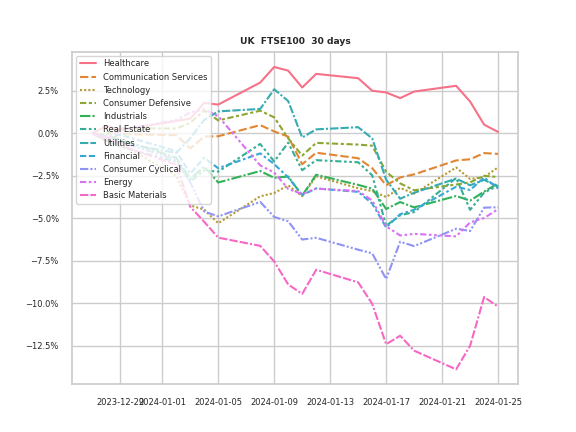 UK  FTSE100  30 days
Healthcare
Communication Services
Technology
Consumer Defensive
Industrials
Real Estate
Utilities
Financial
Consumer Cyclical
Energy
Basic Materials
2.5%
0.0%
−2.5%
−5.0%
−7.5%
−10.0%
−12.5%
2023-12-29 2024-01-01 2024-01-05 2024-01-09 2024-01-13 2024-01-17 2024-01-21 2024-01-25